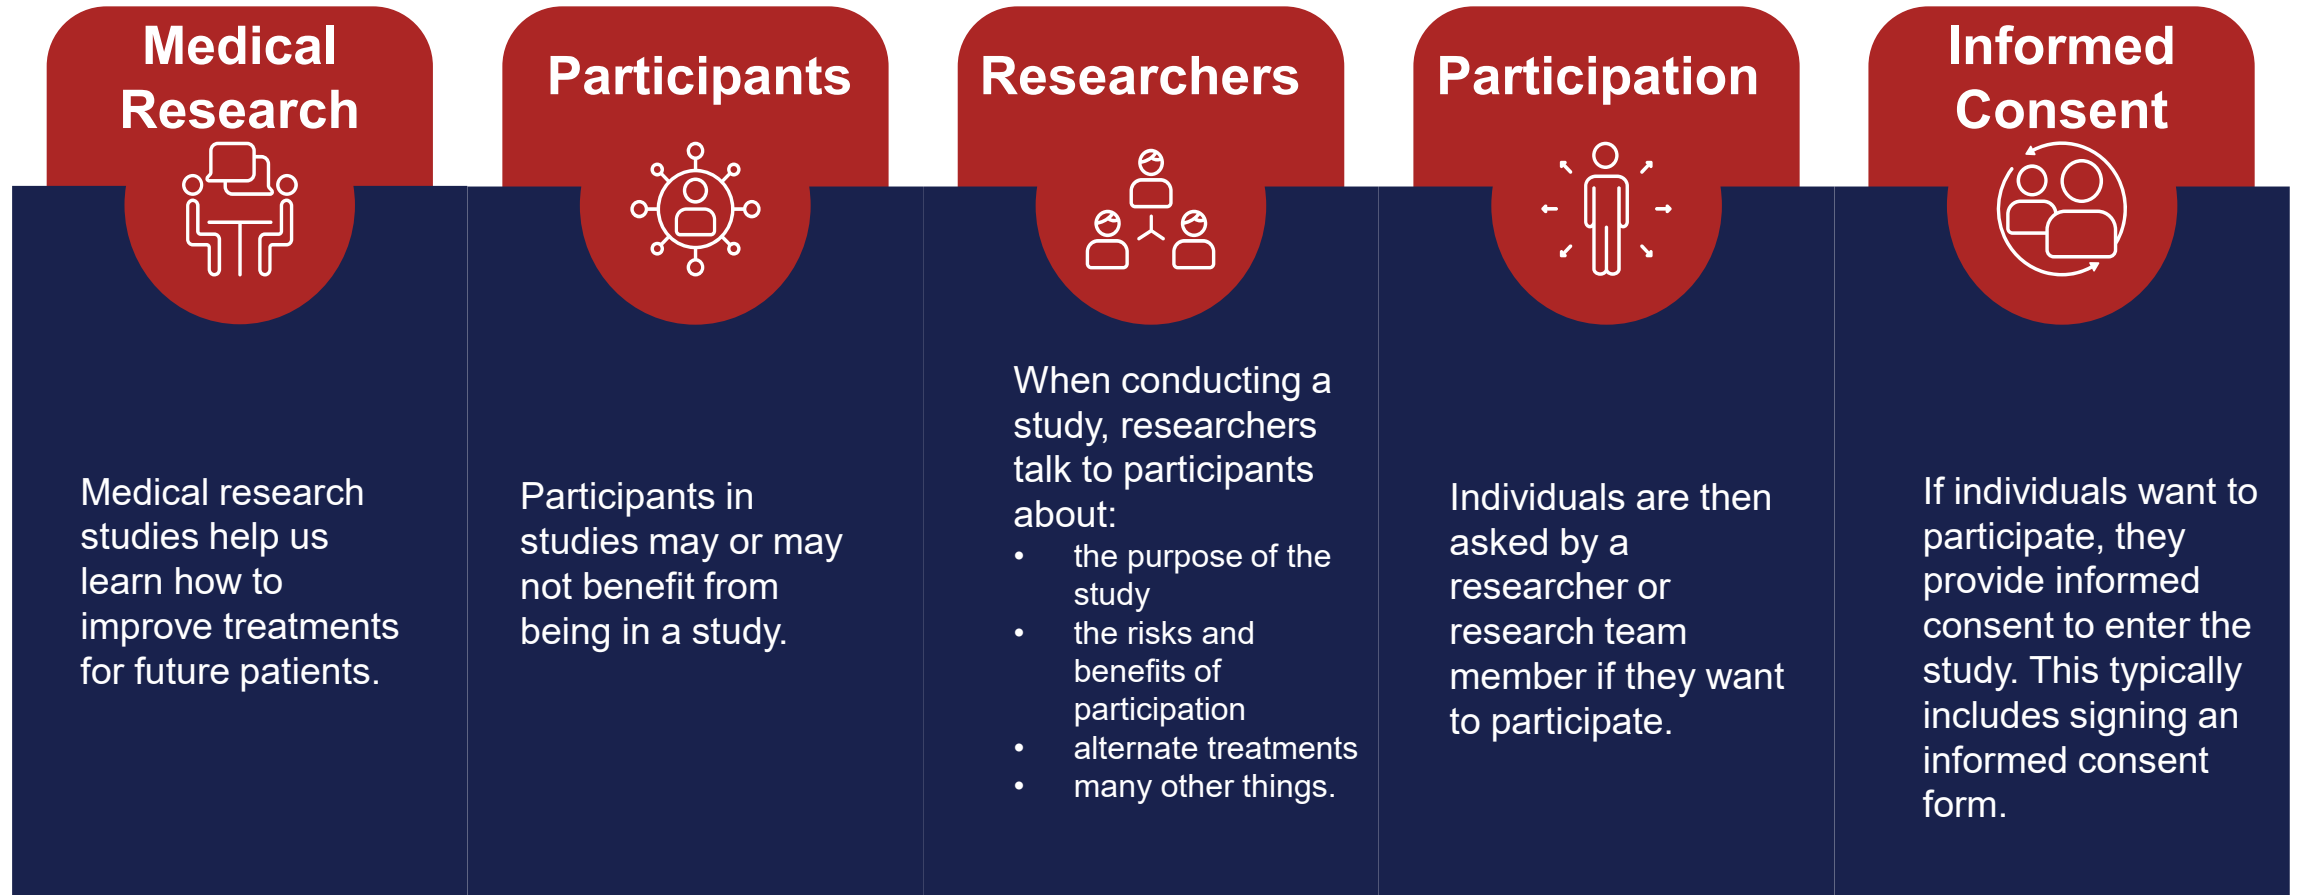 Medical
Research
Medical research
studies help us
learn how to
improve treatments
for future patients.
Participants
Participants in
studies may or may
not benefit from
being in a study.
Researchers
When conducting a
study, researchers
talk to participants
about:
• the purpose of the
study
• the risks and
benefits of
participation
• alternate treatments
• many other things.
Participation
Individuals are then
asked by a
researcher or
research team
member if they want
to participate.
Informed
Consent
If individuals want to
participate, they
provide informed
consent to enter the
study. This typically
includes signing an
informed consent
form.